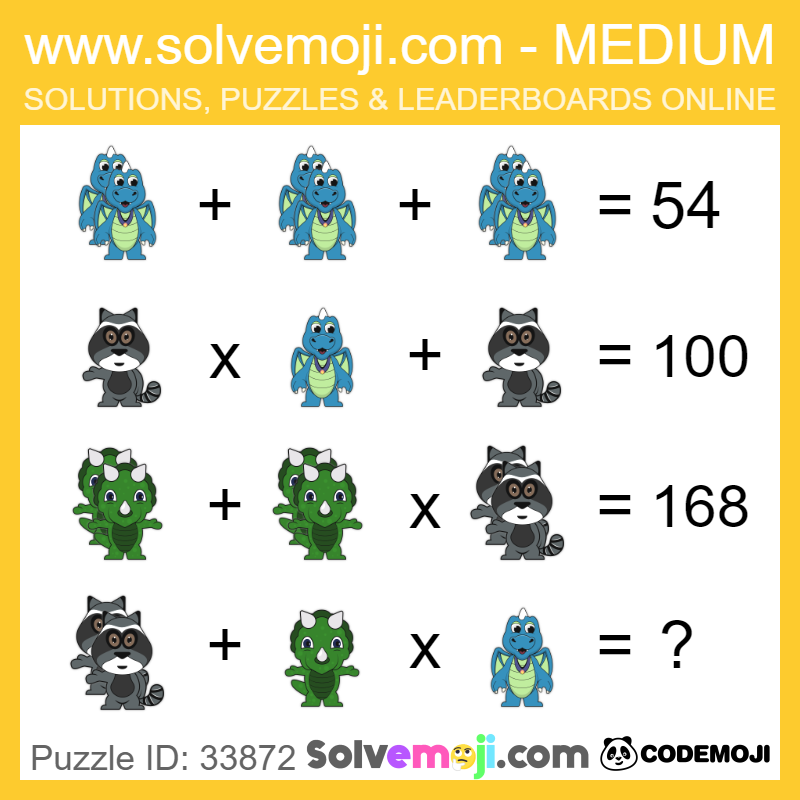 www.solvemoji.com - MEDIUM
SOLUTIONS, PUZZLES & LEADERBOARDS ONLINE
+ + = 54
x + = 100
+ x = 168
+ x = ?
Puzzle ID: 33872 Solvemoji.com CODEMOJI